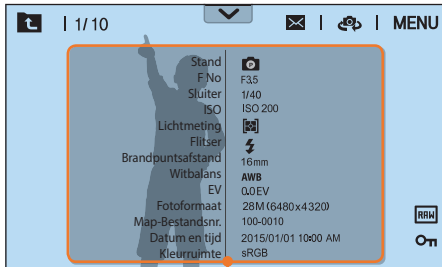 1/10 MENU
Stand P
F No F3.5
Sluiter 1/40
ISO ISO 200
Lichtmeting
Flitser
Brandpuntsafstand 16mm
Witbalans AWB
EV 0.0 EV
Fotoformaat 28M (6480x4320)
Map-Bestandsnr. 100-0010
RAW
Datum en tijd 2015/01/01 10:00 AM
Kleurruimte sRGB